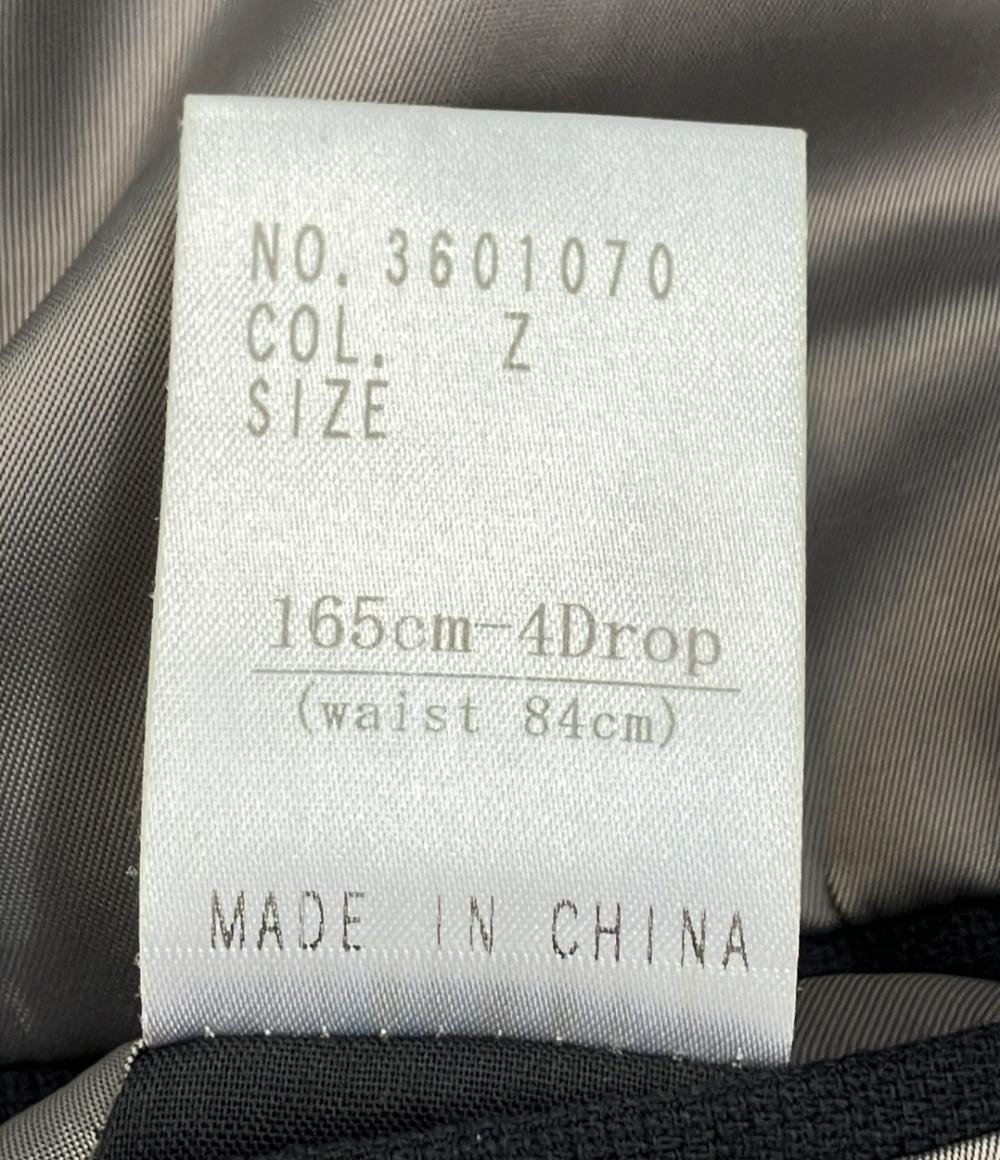 NO. 3601070
COL. Z
SIZE
165cm-4Drop
(waist 84cm)
MADE IN CHINA